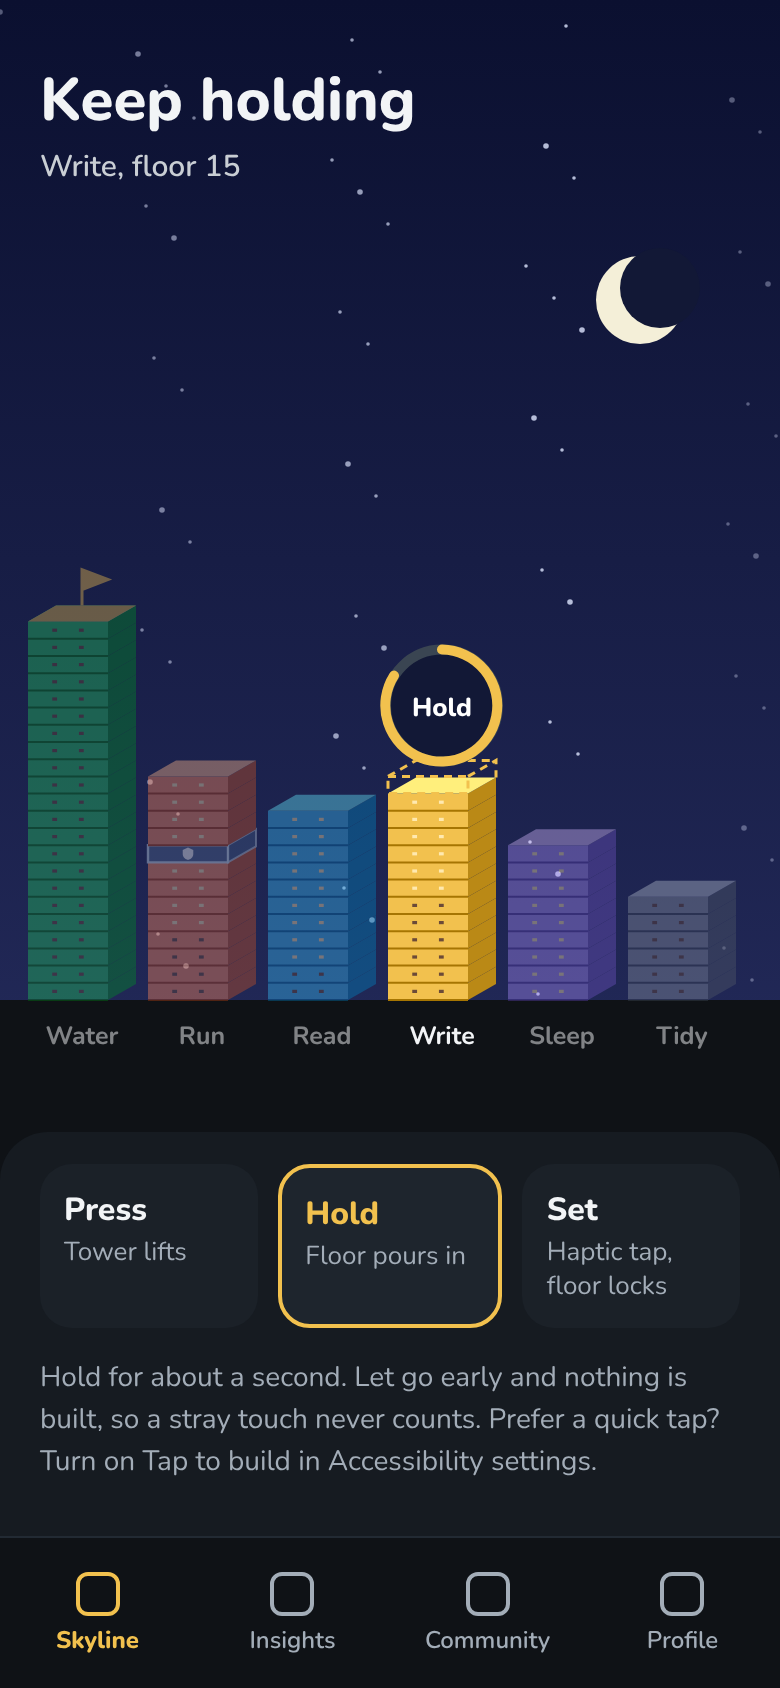 Keep holding
Write, floor 15
Hold
Water
Run
Read
Write
Sleep
Tidy
Press
Tower lifts
Hold
Floor pours in
Set
Haptic tap,
floor locks
Hold for about a second. Let go early and nothing is
built, so a stray touch never counts. Prefer a quick tap?
Turn on Tap to build in Accessibility settings.
Skyline
Insights
Community
Profile